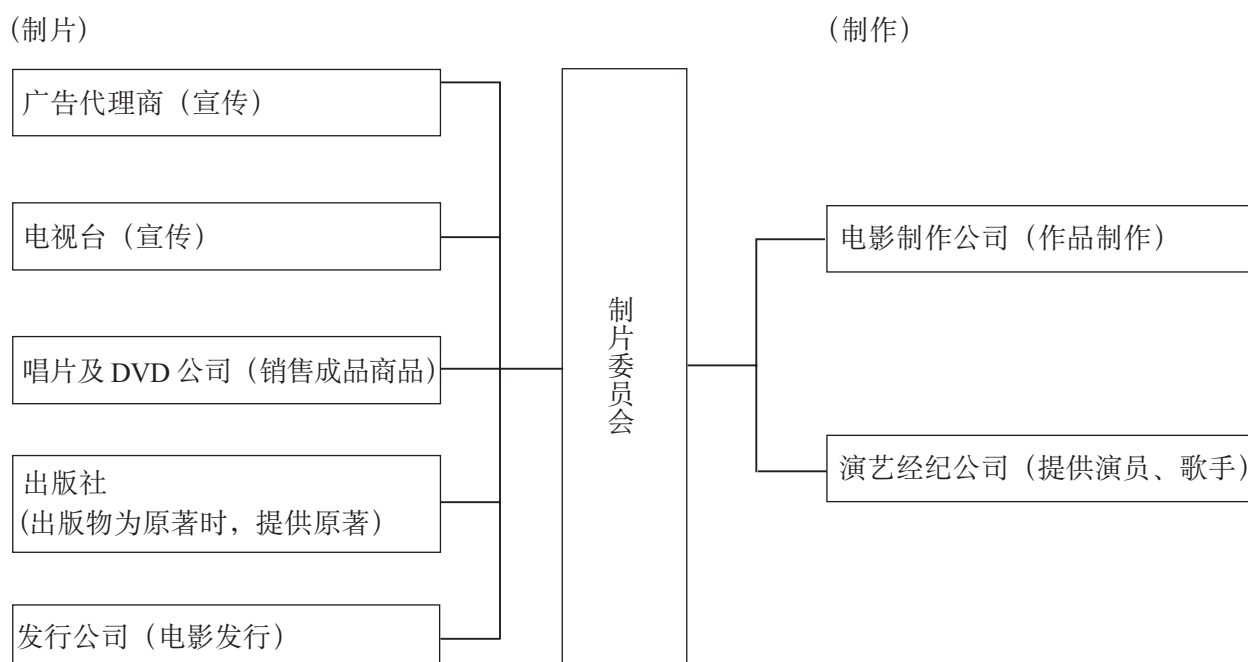 (制片)
(制作)
广告代理商（宣传）
电视台（宣传）
唱片及 DVD 公司（销售成品商品）
出版社
(出版物为原著时，提供原著）
发行公司（电影发行）
制片委员会
电影制作公司（作品制作）
演艺经纪公司（提供演员、歌手）